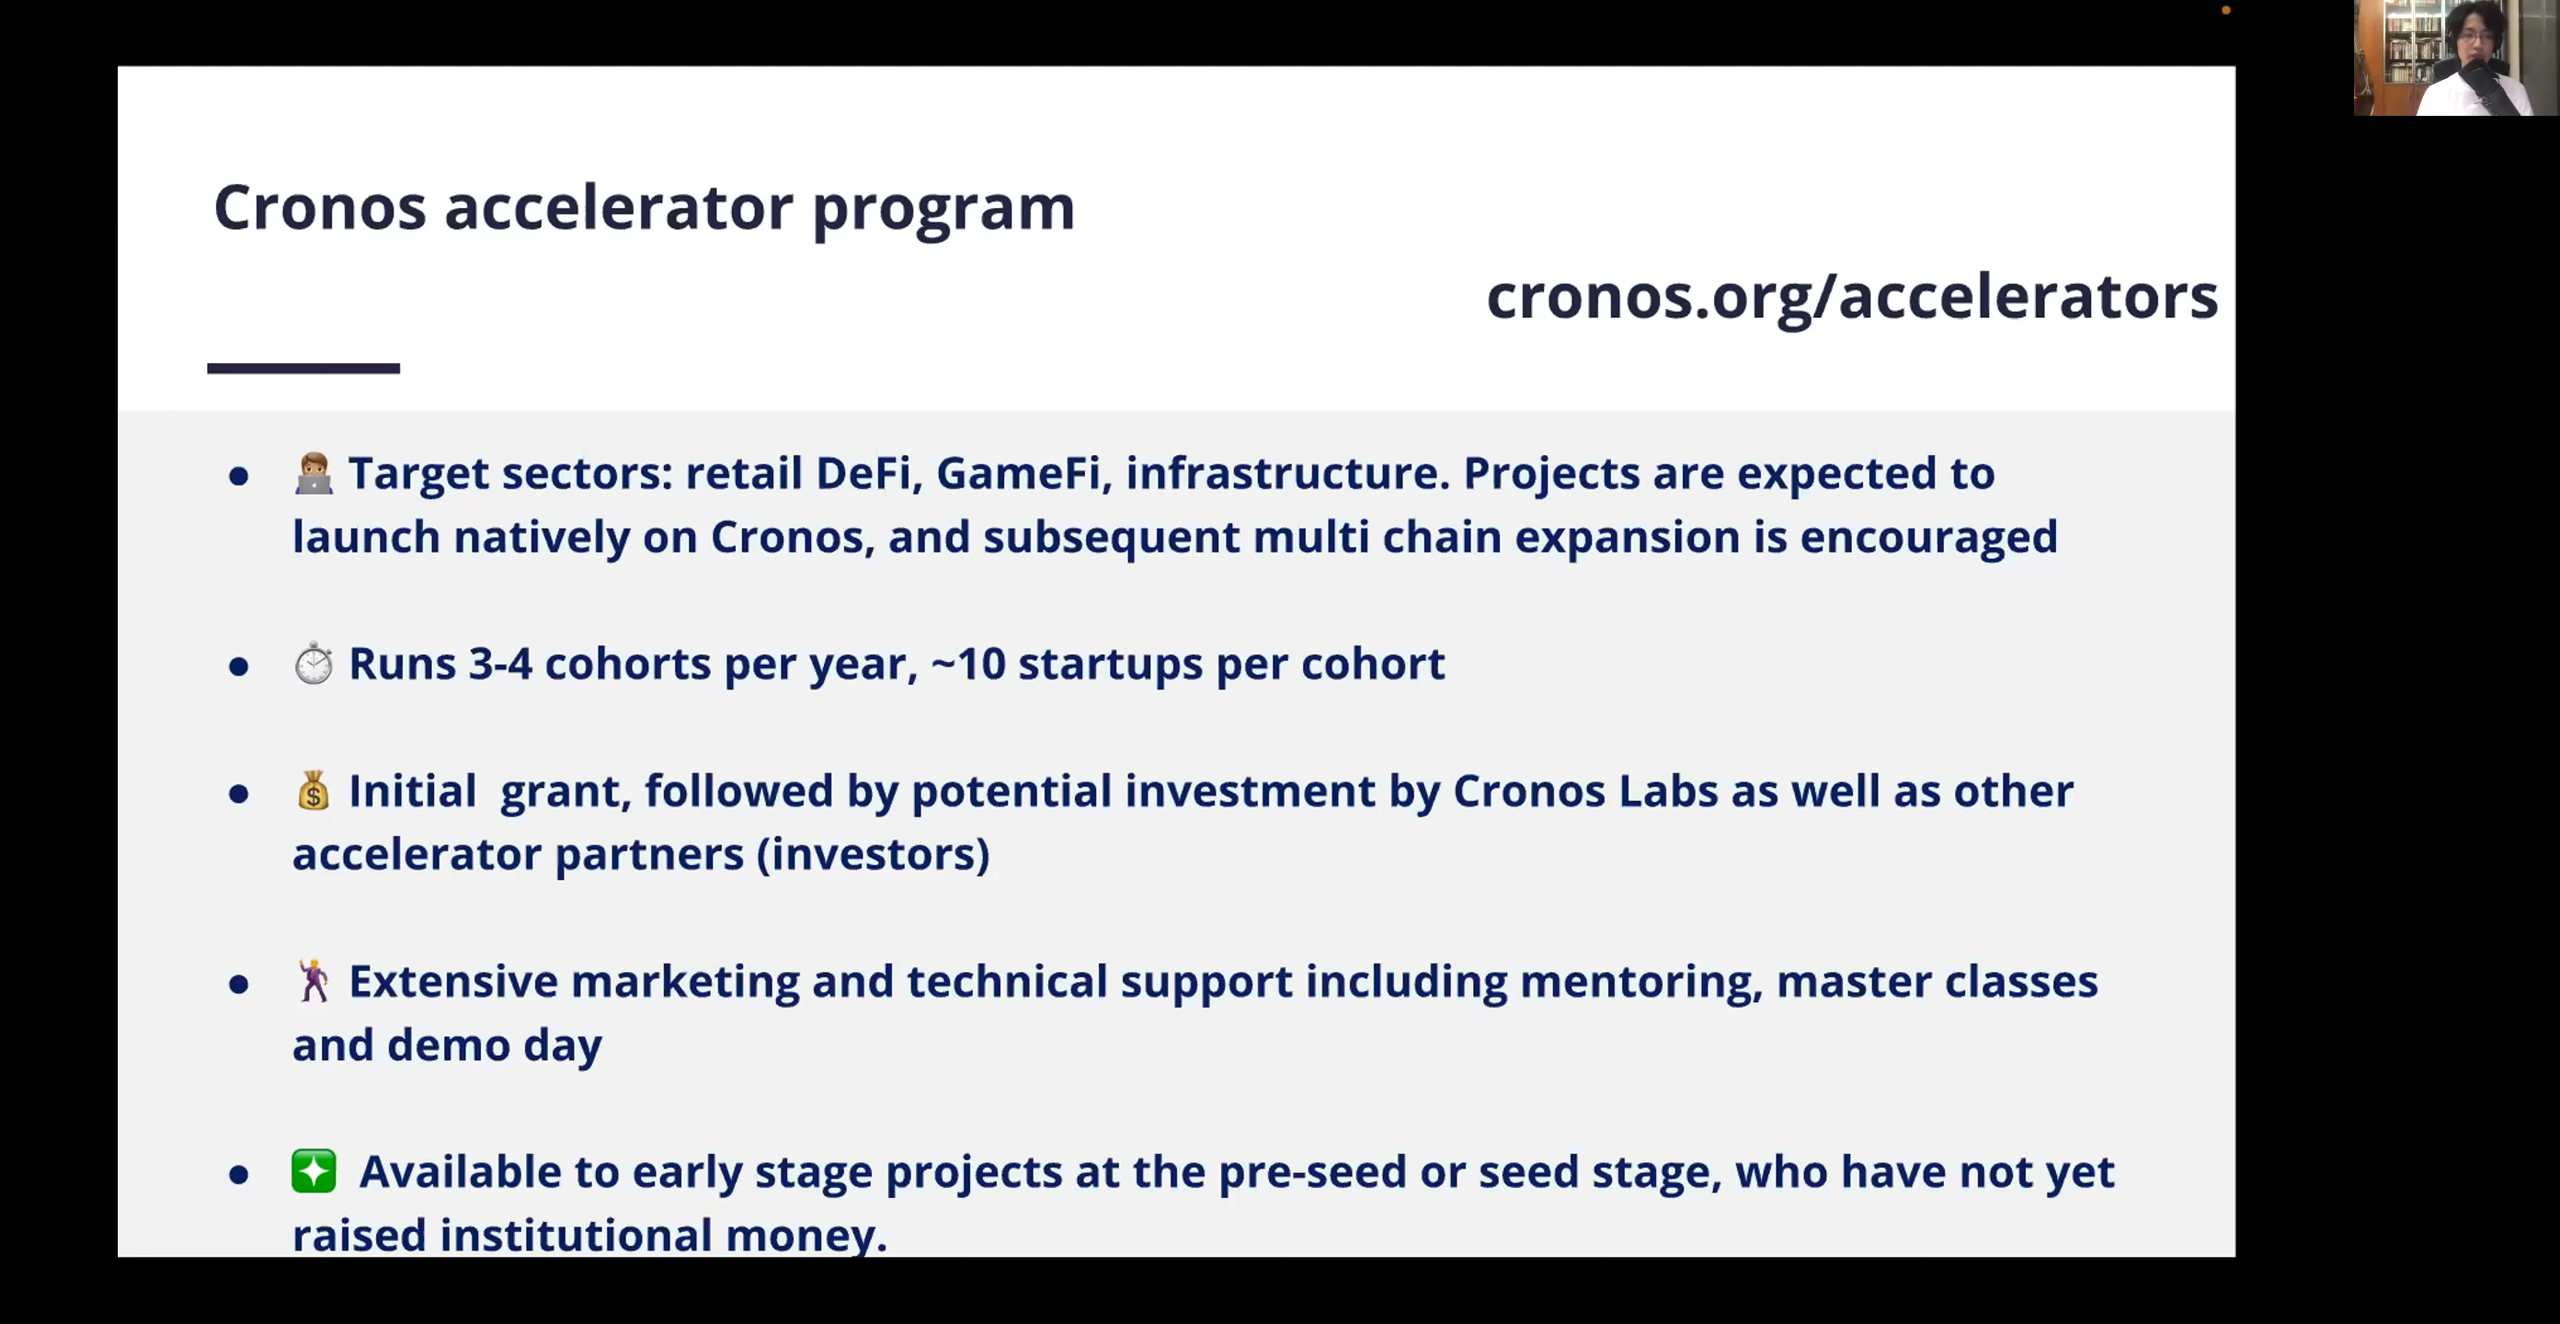 Cronos accelerator program
cronos.org/accelerators
● 👨🏽‍💻 Target sectors: retail DeFi, GameFi, infrastructure. Projects are expected to
launch natively on Cronos, and subsequent multi chain expansion is encouraged
● ⏱️ Runs 3-4 cohorts per year, ~10 startups per cohort
● 💰 Initial  grant, followed by potential investment by Cronos Labs as well as other
accelerator partners (investors)
● 🕺 Extensive marketing and technical support including mentoring, master classes
and demo day
● ❇️ Available to early stage projects at the pre-seed or seed stage, who have not yet
raised institutional money.